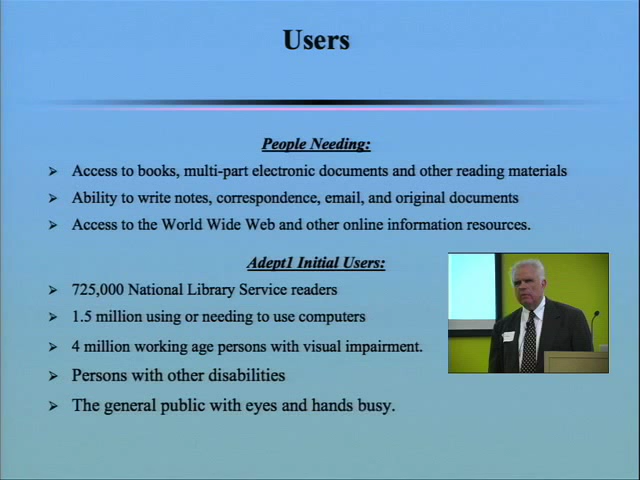 Users
People Needing:
Access to books, multi-part electronic documents and other reading materials
Ability to write notes, correspondence, email, and original documents
Access to the World Wide Web and other online information resources.
Adept1 Initial Users:
725,000 National Library Service readers
1.5 million using or needing to use computers
4 million working age persons with visual impairment.
Persons with other disabilities
The general public with eyes and hands busy.